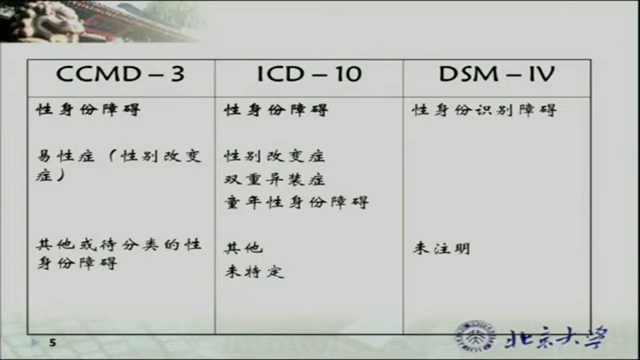 CCMD – 3
ICD – 10
DSM – IV
性身份障碍
性身份障碍
性身份识别障碍
易性症（性别改变
症）
性别改变症
双重异装症
童年性身份障碍
其他或待分类的性
身份障碍
其他
未特定
未注明
5
北京大学